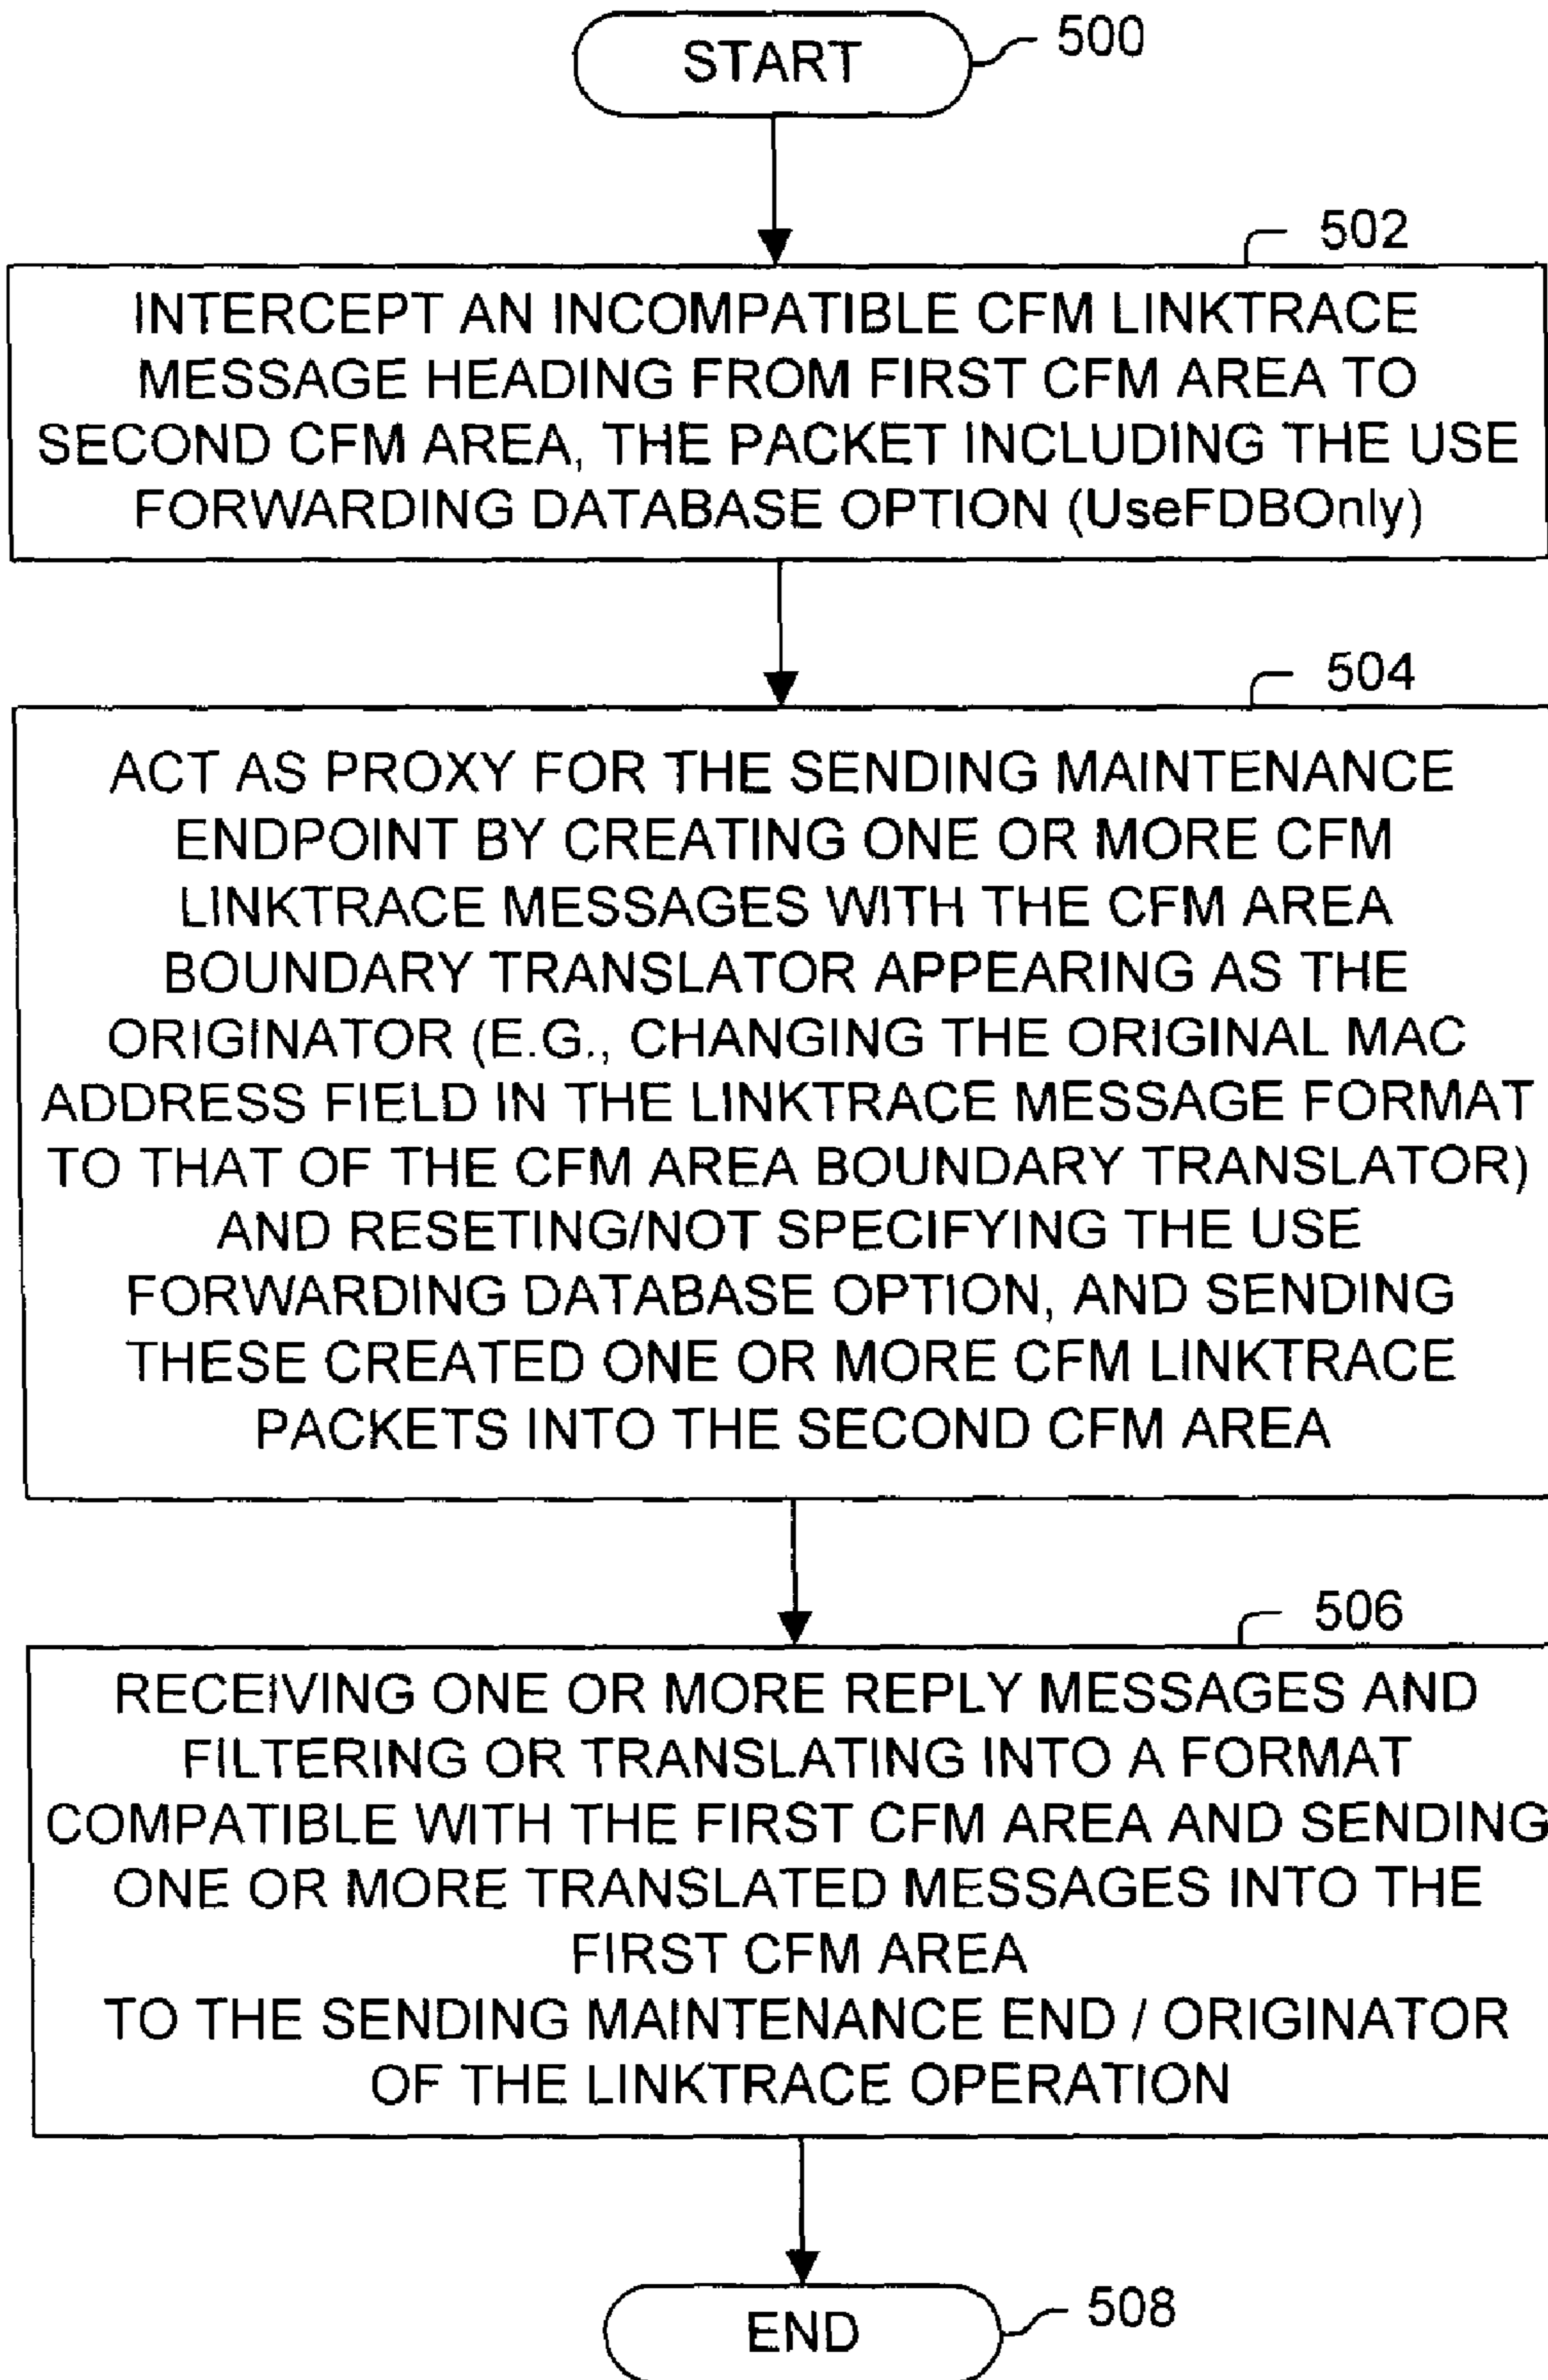 START
500
502
INTERCEPT AN INCOMPATIBLE CFM LINKTRACE
MESSAGE HEADING FROM FIRST CFM AREA TO
SECOND CFM AREA, THE PACKET INCLUDING THE USE
FORWARDING DATABASE OPTION (UseFDBOnly)
504
ACT AS PROXY FOR THE SENDING MAINTENANCE
ENDPOINT BY CREATING ONE OR MORE CFM
LINKTRACE MESSAGES WITH THE CFM AREA
BOUNDARY TRANSLATOR APPEARING AS THE
ORIGINATOR (E.G., CHANGING THE ORIGINAL MAC
ADDRESS FIELD IN THE LINKTRACE MESSAGE FORMAT
TO THAT OF THE CFM AREA BOUNDARY TRANSLATOR)
AND RESETING/NOT SPECIFYING THE USE
FORWARDING DATABASE OPTION, AND SENDING
THESE CREATED ONE OR MORE CFM LINKTRACE
PACKETS INTO THE SECOND CFM AREA
506
RECEIVING ONE OR MORE REPLY MESSAGES AND
FILTERING OR TRANSLATING INTO A FORMAT
COMPATIBLE WITH THE FIRST CFM AREA AND SENDING
ONE OR MORE TRANSLATED MESSAGES INTO THE
FIRST CFM AREA
TO THE SENDING MAINTENANCE END / ORIGINATOR
OF THE LINKTRACE OPERATION
END
508